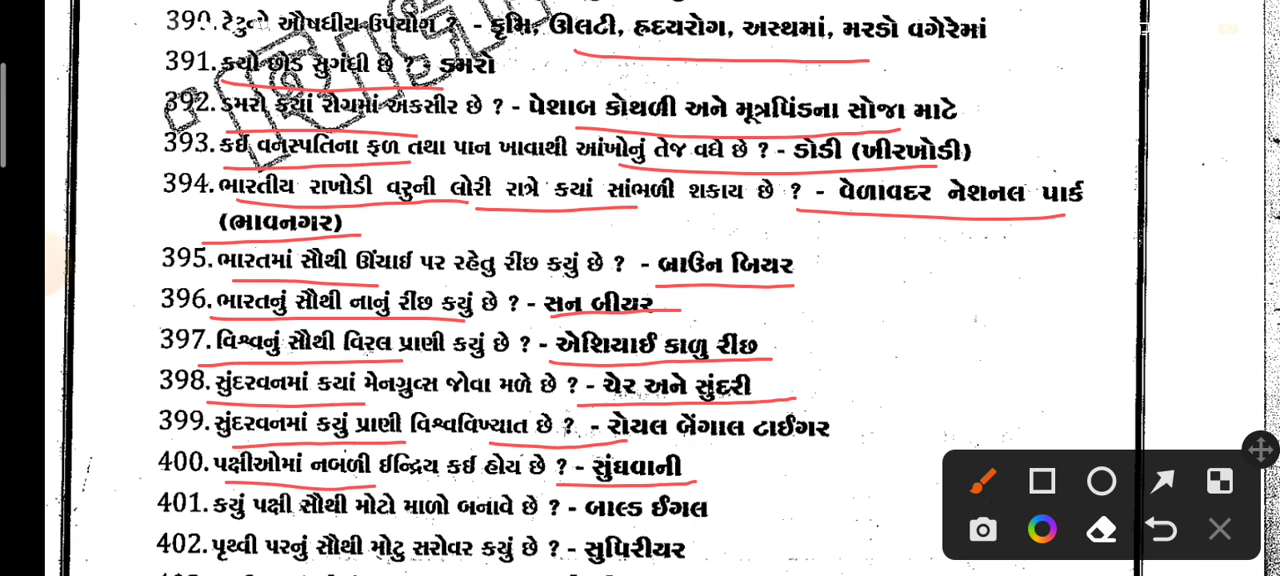 390. ટેટુનો ઔષધીય ઉપયોગ ? - કૃમિ, ઊલટી, હૃદયરોગ, અસ્થમાં, મરડો વગેરેમાં
391. કયો છોડ સુગંધી છે ? - ડમરો
392. ડમરો કયાં રોગમાં અકસીર છે ? - પેશાબ કોથળી અને મૂત્રપિંડના સોજા માટે
393. કઈ વનસ્પતિના ફળ તથા પાન ખાવાથી આંખોનું તેજ વધે છે ? - ડોડી (ખીરખોડી)
394. ભારતીય રાખોડી વરુની લોરી રાત્રે કયાં સાંભળી શકાય છે ? - વેળાવદર નેશનલ પાર્ક
(ભાવનગર)
395. ભારતમાં સૌથી ઊંચાઈ પર રહેતુ રીંછ કયું છે ? - બ્રાઉન બિયર
396. ભારતનું સૌથી નાનું રીંછ કયું છે ? - સન બીયર
397. વિશ્વનું સૌથી વિરલ પ્રાણી કયું છે ? - એશિયાઈ કાળુ રીંછ
398. સુંદરવનમાં કયાં મેનગ્રુવ્સ જોવા મળે છે ? - ચેર અને સુંદરી
399. સુંદરવનમાં કયું પ્રાણી વિશ્વવિખ્યાત છે ? - રોયલ બેંગાલ ટાઈગર
400. પક્ષીઓમાં નબળી ઈન્દ્રિય કઈ હોય છે ? - સુંઘવાની
401. કયું પક્ષી સૌથી મોટો માળો બનાવે છે ? - બાલ્ડ ઈગલ
402. પૃથ્વી પરનું સૌથી મોટુ સરોવર કયું છે ? - સુપિરીયર